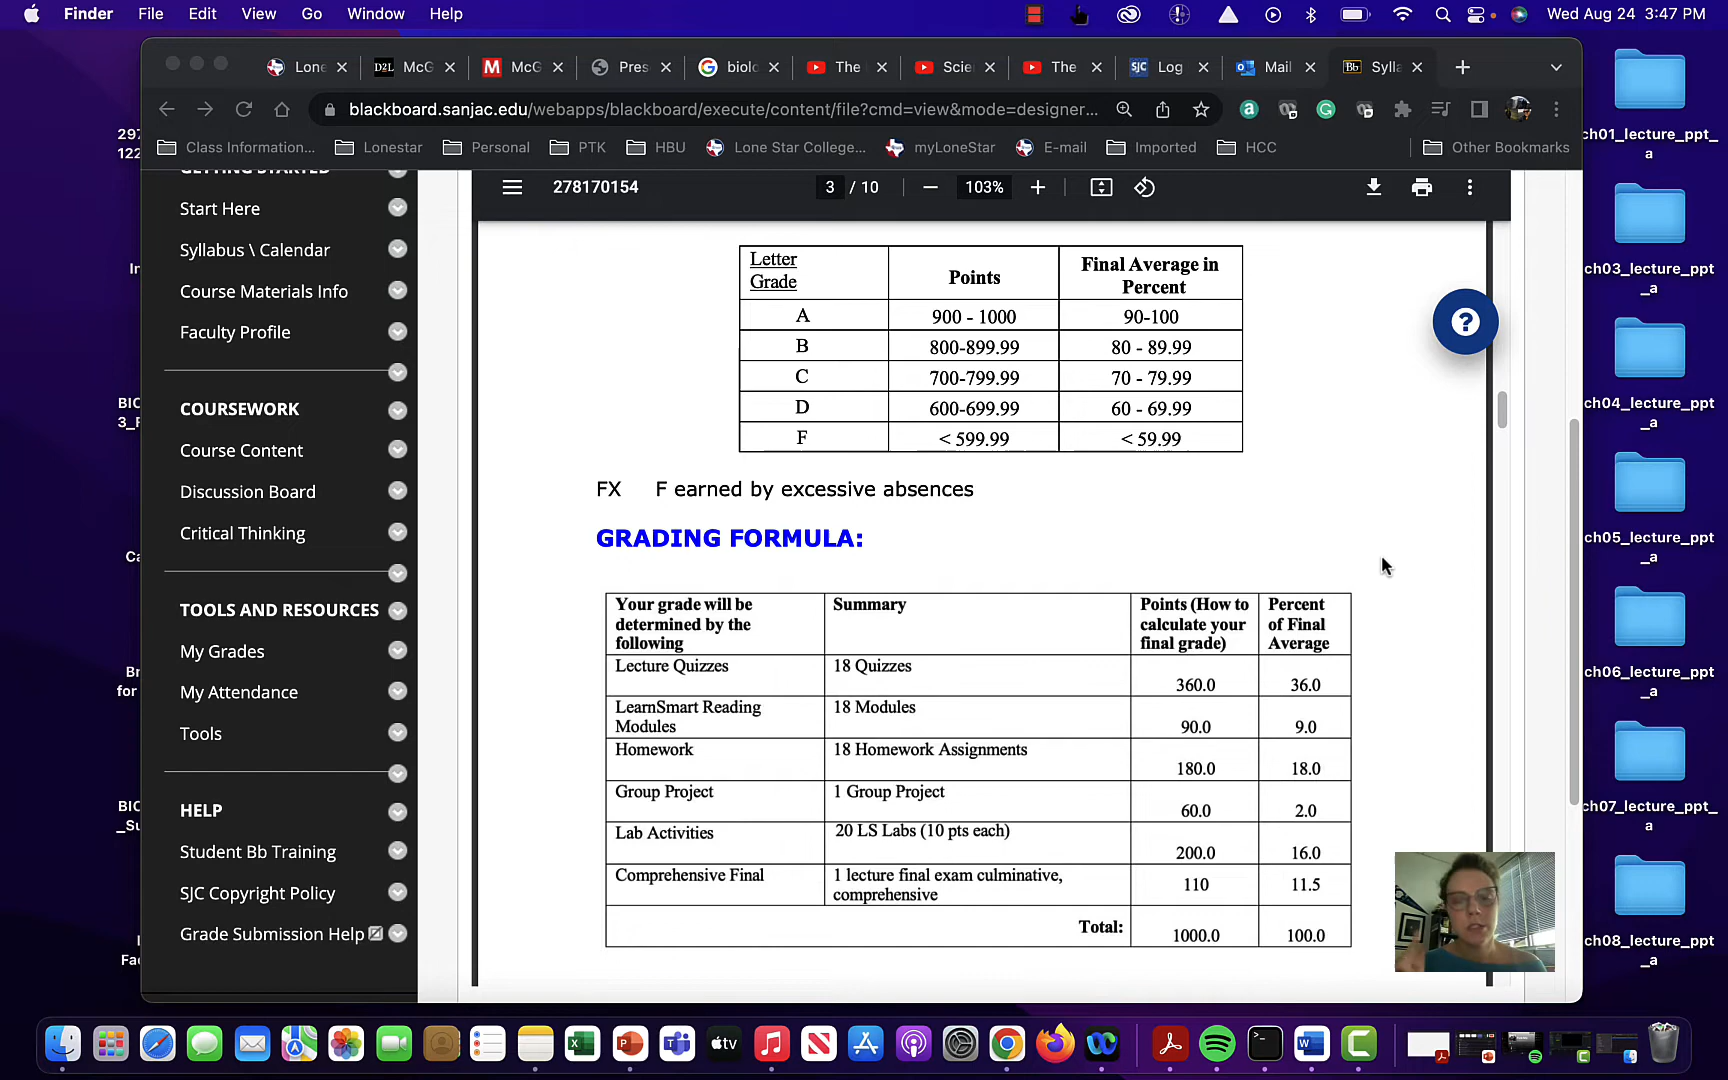 Finder File Edit View Go Window Help Wed Aug 24 3:47 PM
Lone McG McG Pres biolo The Scie The Log Mail Sylla
blackboard.sanjac.edu/webapps/blackboard/execute/content/file?cmd=view&mode=designer...
Class Information... Lonestar Personal PTK HBU Lone Star College... myLoneStar E-mail Imported HCC Other Bookmarks
278170154 3 / 10 103%
GETTING STARTED
Start Here
Syllabus \ Calendar
Course Materials Info
Faculty Profile
COURSEWORK
Course Content
Discussion Board
Critical Thinking
TOOLS AND RESOURCES
My Grades
My Attendance
Tools
HELP
Student Bb Training
SJC Copyright Policy
Grade Submission Help
Letter Grade Points Final Average in Percent
A 900 - 1000 90-100
B 800-899.99 80 - 89.99
C 700-799.99 70 - 79.99
D 600-699.99 60 - 69.99
F < 599.99 < 59.99
FX F earned by excessive absences
GRADING FORMULA:
Your grade will be determined by the following Summary Points (How to calculate your final grade) Percent of Final Average
Lecture Quizzes 18 Quizzes 360.0 36.0
LearnSmart Reading Modules 18 Modules 90.0 9.0
Homework 18 Homework Assignments 180.0 18.0
Group Project 1 Group Project 60.0 2.0
Lab Activities 20 LS Labs (10 pts each) 200.0 16.0
Comprehensive Final 1 lecture final exam culminative, comprehensive 110 11.5
Total: 1000.0 100.0
ch01_lecture_ppt_a
ch03_lecture_ppt_a
ch04_lecture_ppt_a
ch05_lecture_ppt_a
ch06_lecture_ppt_a
ch07_lecture_ppt_a
ch08_lecture_ppt_a